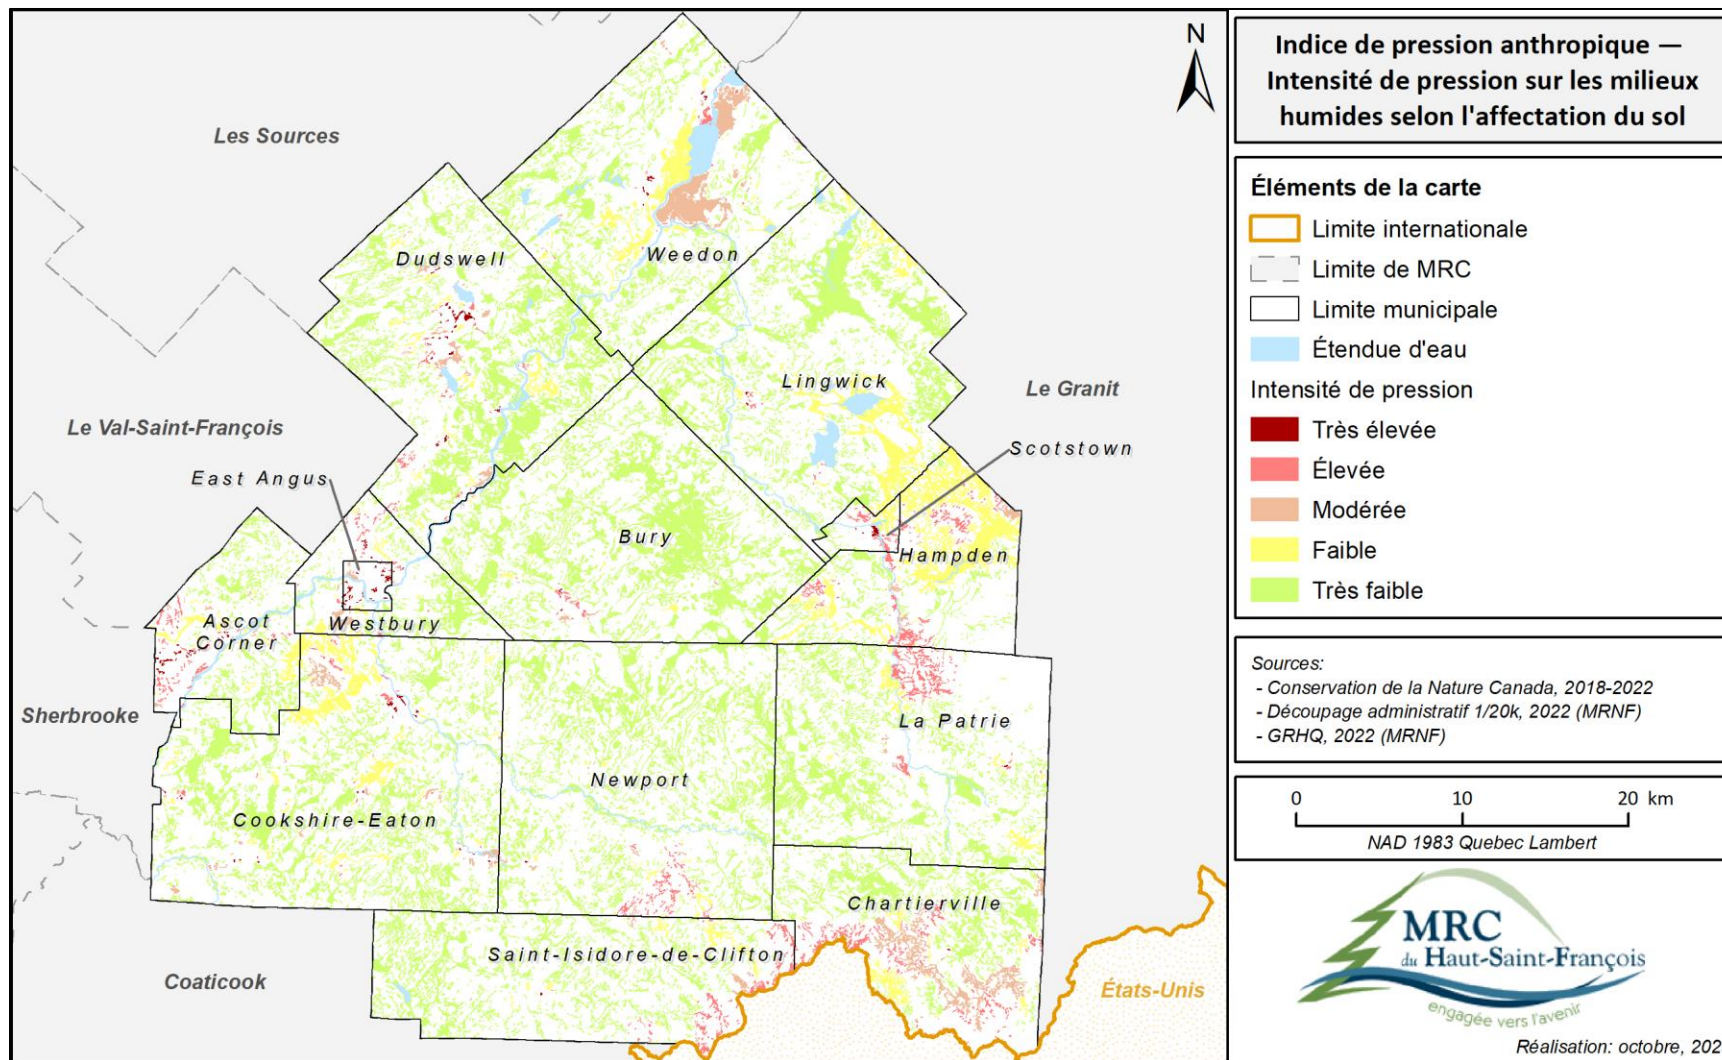 Indice de pression anthropique —
Intensité de pression sur les milieux
humides selon l'affectation du sol
N
Les Sources
Dudswell
Weedon
Lingwick
Le Granit
Le Val-Saint-François
Scotstown
East Angus
Bury
Hampden
Ascot
Corner
Westbury
Sherbrooke
La Patrie
Newport
Cookshire-Eaton
Chartierville
Saint-Isidore-de-Clifton
Coaticook
États-Unis
Éléments de la carte
Limite internationale
Limite de MRC
Limite municipale
Étendue d'eau
Intensité de pression
Très élevée
Élevée
Modérée
Faible
Très faible
Sources:
- Conservation de la Nature Canada, 2018-2022
- Découpage administratif 1/20k, 2022 (MRNF)
- GRHQ, 2022 (MRNF)
0 10 20 km
NAD 1983 Quebec Lambert
MRC
du Haut-Saint-François
engagée vers l'avenir
Réalisation: octobre, 202